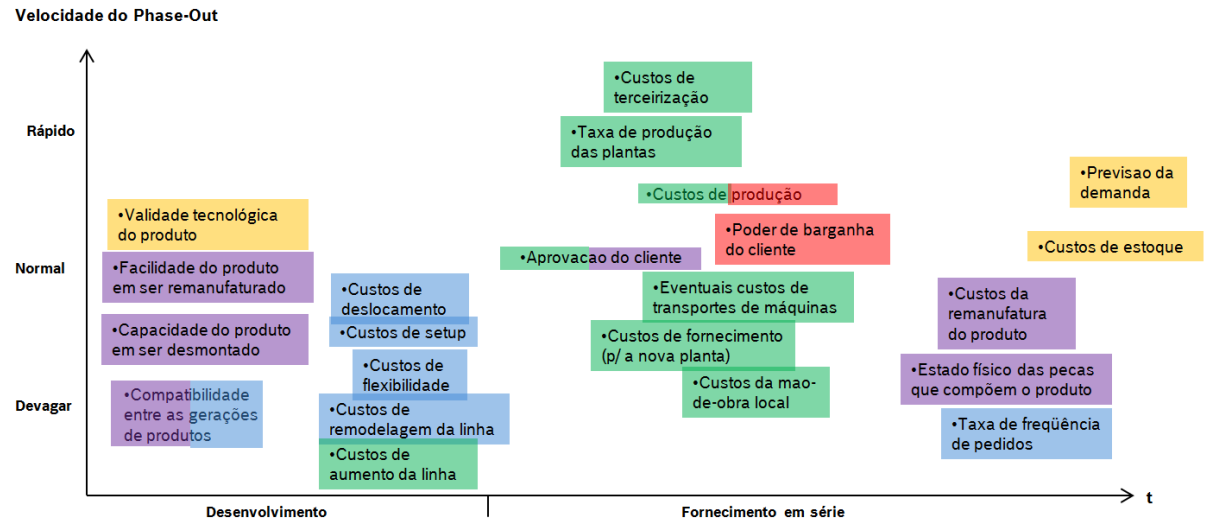 Velocidade do Phase-Out
Rápido
Normal
Devagar
•Validade tecnológica
do produto
•Facilidade do produto
em ser remanufaturado
•Capacidade do produto
em ser desmontado
•Compatibilidade
entre as gerações
de produtos
•Custos de
deslocamento
•Custos de setup
•Custos de
flexibilidade
•Custos de
remodelagem da linha
•Custos de
aumento da linha
•Custos de
terceirização
•Taxa de produção
das plantas
•Custos de produção
•Poder de barganha
do cliente
•Aprovacao do cliente
•Eventuais custos de
transportes de máquinas
•Custos de fornecimento
(p/ a nova planta)
•Custos da mao-
de-obra local
•Previsao da
demanda
•Custos de estoque
•Custos da
remanufatura
do produto
•Estado físico das pecas
que compõem o produto
•Taxa de freqüência
de pedidos
t
Desenvolvimento
Fornecimento em série